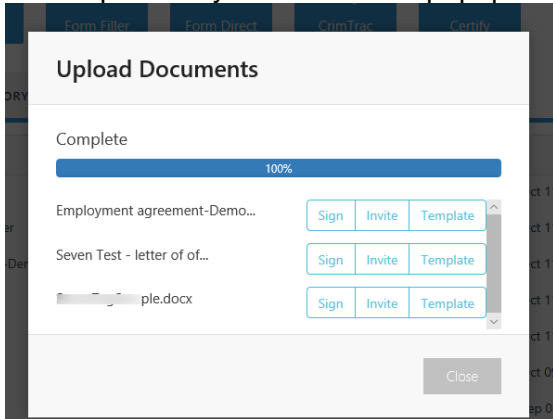 Form Filler Form Direct CrimTrac Certify
Upload Documents
ORY
Complete
100%
Employment agreement-Demo... Sign Invite Template
Seven Test - letter of of... Sign Invite Template
ple.docx Sign Invite Template
Close